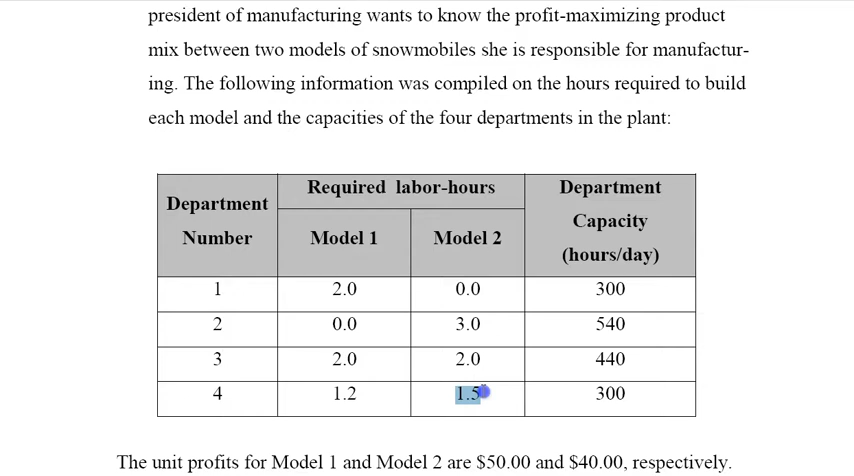 president of manufacturing wants to know the profit-maximizing product
mix between two models of snowmobiles she is responsible for manufactur-
ing. The following information was compiled on the hours required to build
each model and the capacities of the four departments in the plant:
Department Number Required labor-hours Department Capacity (hours/day)
Model 1 Model 2
1 2.0 0.0 300
2 0.0 3.0 540
3 2.0 2.0 440
4 1.2 1.5 300
The unit profits for Model 1 and Model 2 are $50.00 and $40.00, respectively.